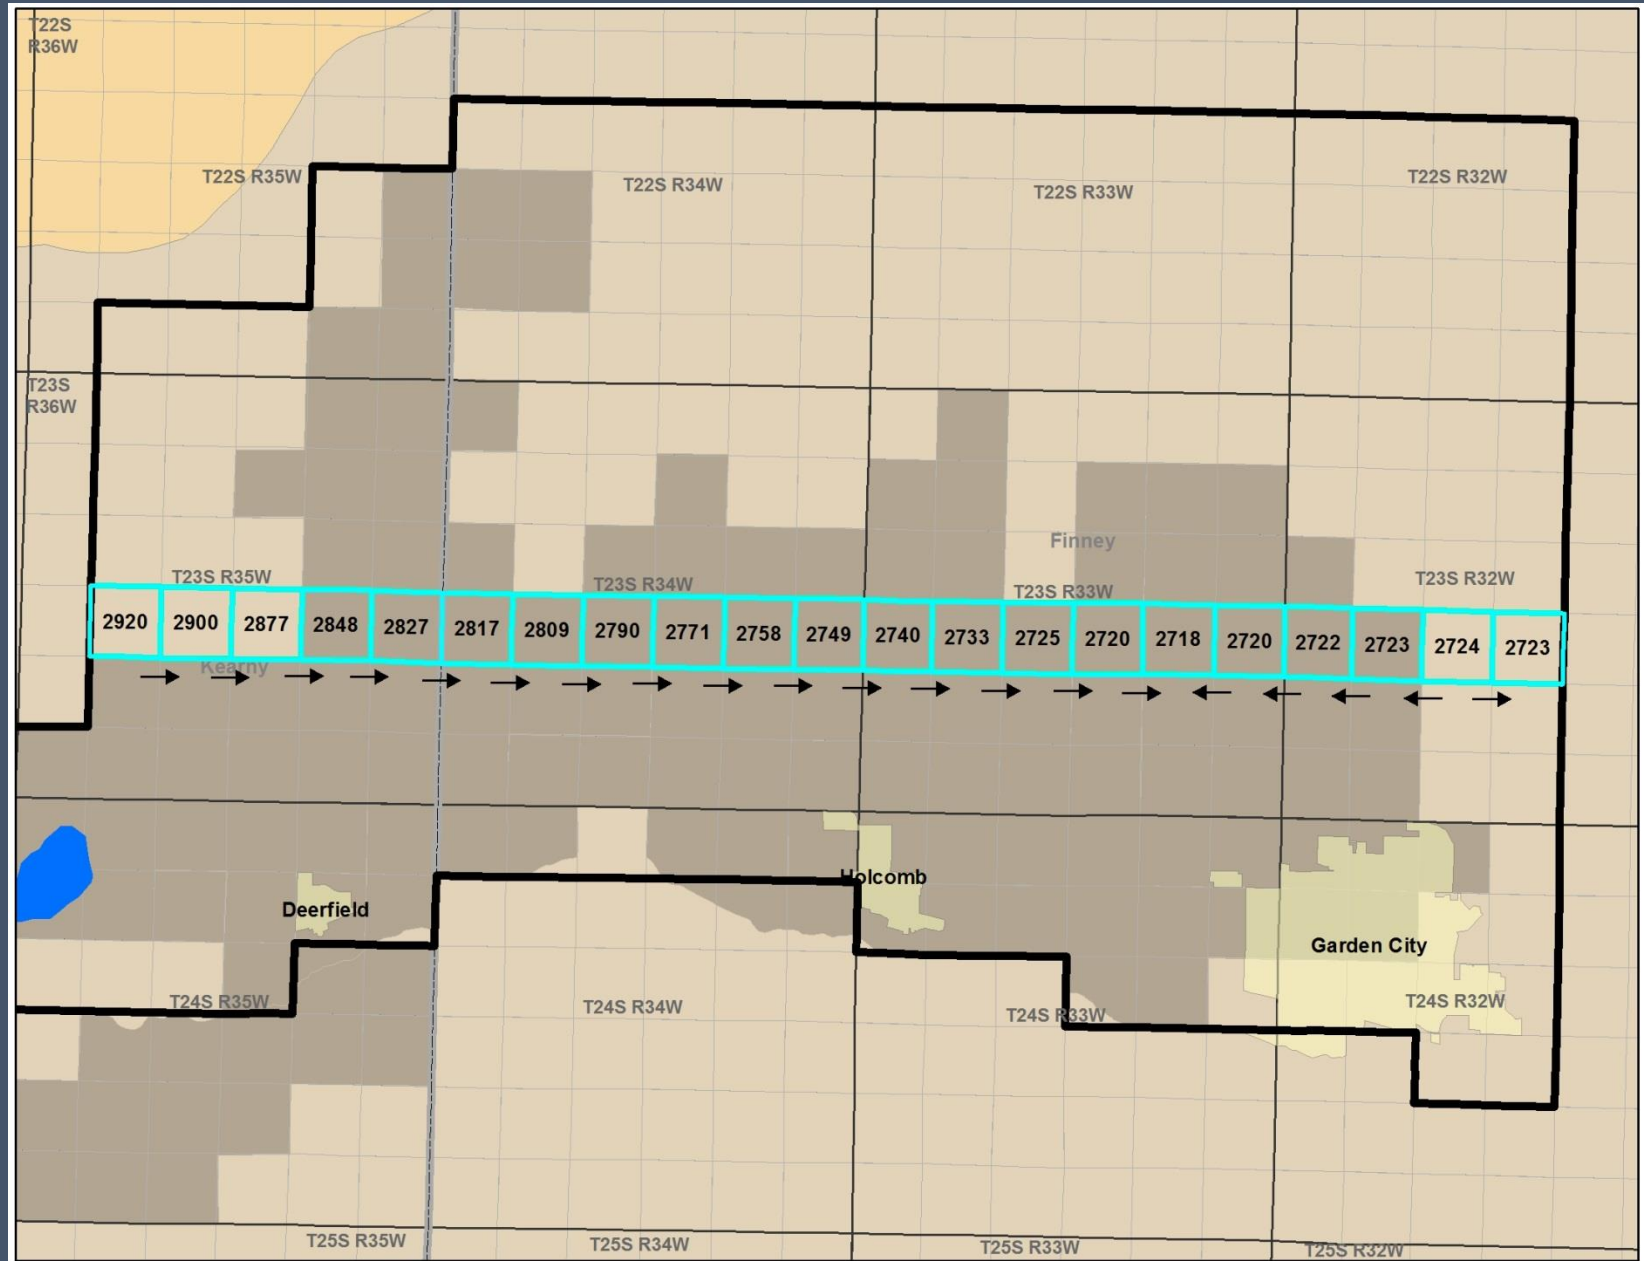 T22S
R36W
T22S R35W
T22S R34W
T22S R33W
T22S R32W
T23S
R36W
Finney
T23S R35W
T23S R34W
T23S R33W
T23S R32W
2920 2900 2877 2848 2827 2817 2809 2790 2771 2758 2749 2740 2733 2725 2720 2718 2720 2722 2723 2724 2723
Kearny
Holcomb
Deerfield
Garden City
T24S R35W
T24S R34W
T24S R33W
T24S R32W
T25S R35W
T25S R34W
T25S R33W
T25S R32W